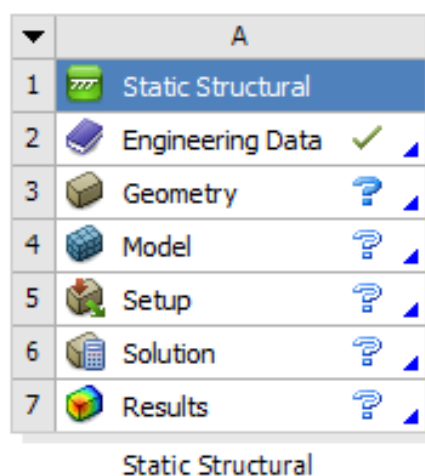 A
1 Static Structural
2 Engineering Data
3 Geometry ?
4 Model ?
5 Setup ?
6 Solution ?
7 Results ?
Static Structural